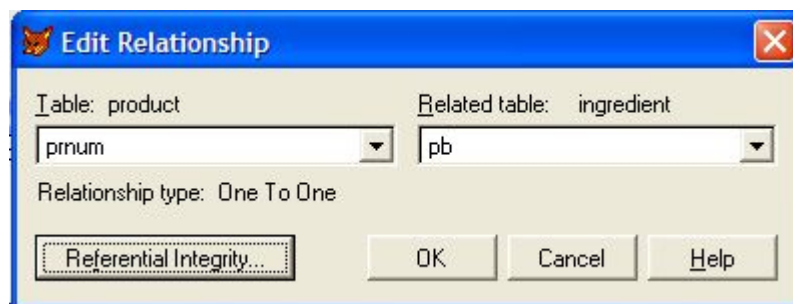 Edit Relationship
Table: product Related table: ingredient
prnum pb
Relationship type: One To One
Referential Integrity... OK Cancel Help